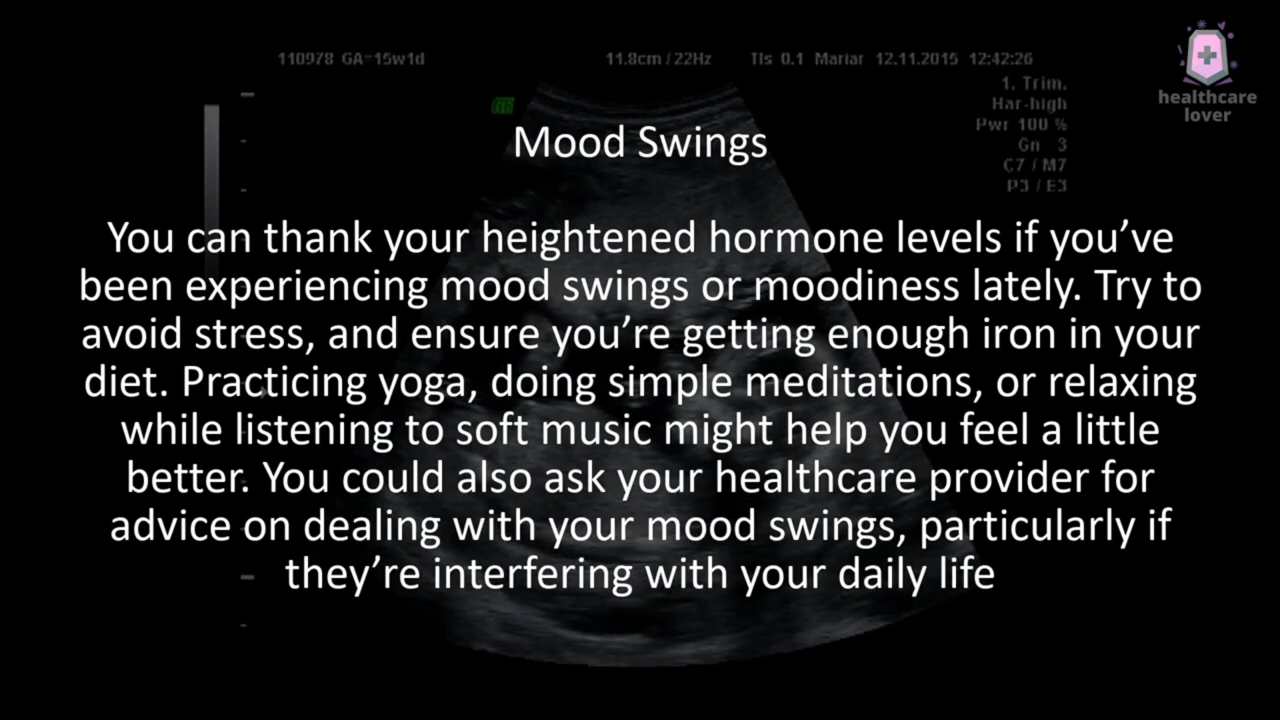 110978 GA=15w1d 11.8cm / 22Hz TIs 0.1 Mariar 12.11.2015 12:42:26
1. Trim.
Har-high
Pwr 100 %
Gn 3
C7 / M7
P3 / E3
GE
healthcare
lover
Mood Swings
You can thank your heightened hormone levels if you’ve
been experiencing mood swings or moodiness lately. Try to
avoid stress, and ensure you’re getting enough iron in your
diet. Practicing yoga, doing simple meditations, or relaxing
while listening to soft music might help you feel a little
better. You could also ask your healthcare provider for
advice on dealing with your mood swings, particularly if
they’re interfering with your daily life